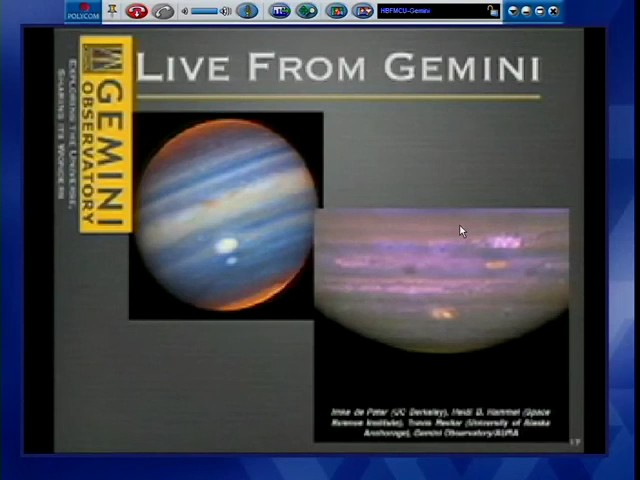 POLYCOM
HBFMCU-Gemini
LIVE FROM GEMINI
GEMINI
OBSERVATORY
EXPLORING THE UNIVERSE,
SHARING ITS WONDERS
Imke de Pater (UC Berkeley), Heidi B. Hammel (Space
Science Institute), Travis Rector (University of Alaska
Anchorage), Gemini Observatory/AURA
17